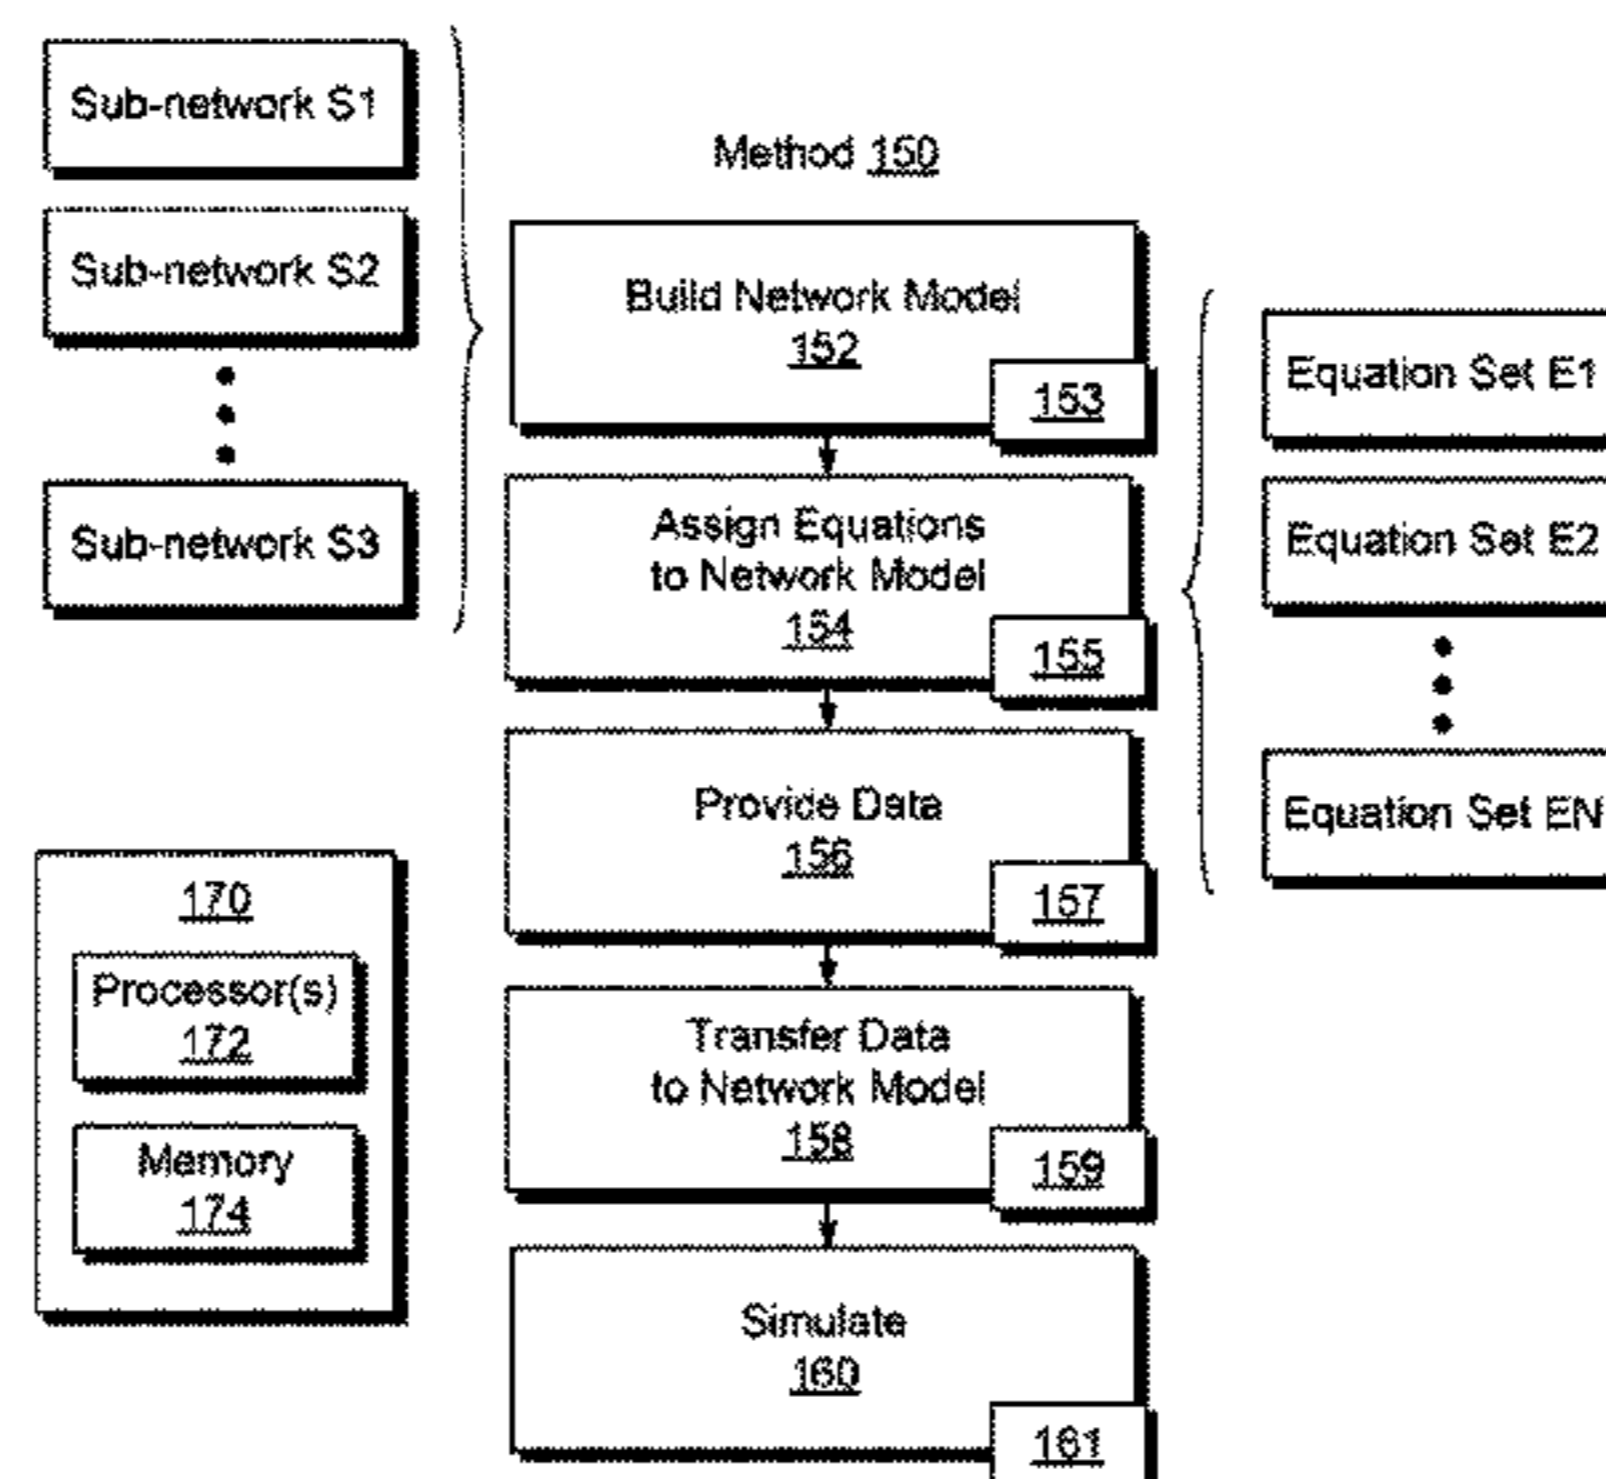 Sub-network S1
Sub-network S2
Sub-network S3
Method 150
Build Network Model
152
153
Assign Equations
to Network Model
154
155
Provide Data
156
157
Transfer Data
to Network Model
158
159
Simulate
160
161
Equation Set E1
Equation Set E2
Equation Set EN
170
Processor(s)
172
Memory
174